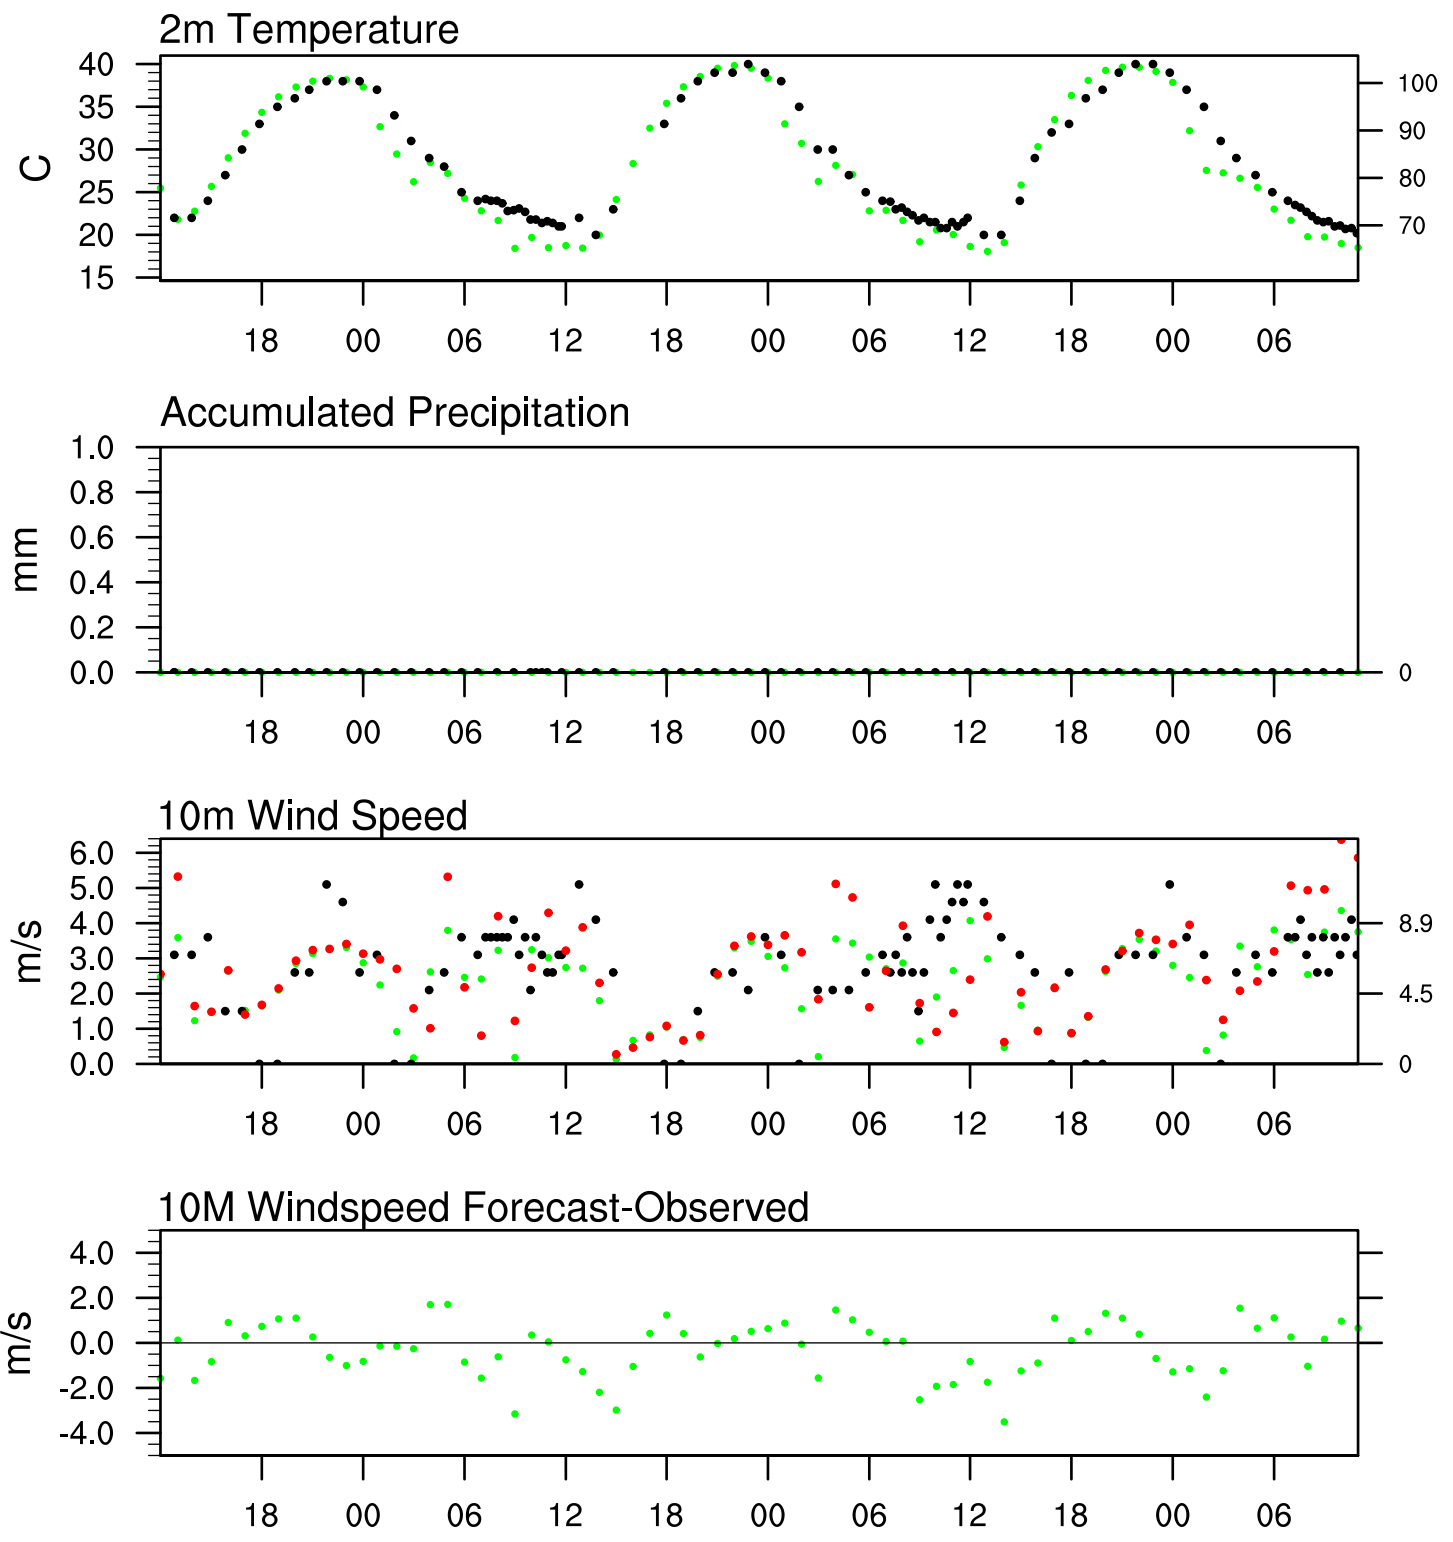 2m Temperature
40
35
30
25
20
15
C
100
90
80
70
18 00 06 12 18 00 06 12 18 00 06
Accumulated Precipitation
1.0
0.8
0.6
0.4
0.2
0.0
mm
0
18 00 06 12 18 00 06 12 18 00 06
10m Wind Speed
6.0
5.0
4.0
3.0
2.0
1.0
0.0
m/s
8.9
4.5
0
18 00 06 12 18 00 06 12 18 00 06
10M Windspeed Forecast-Observed
4.0
2.0
0.0
-2.0
-4.0
m/s
18 00 06 12 18 00 06 12 18 00 06